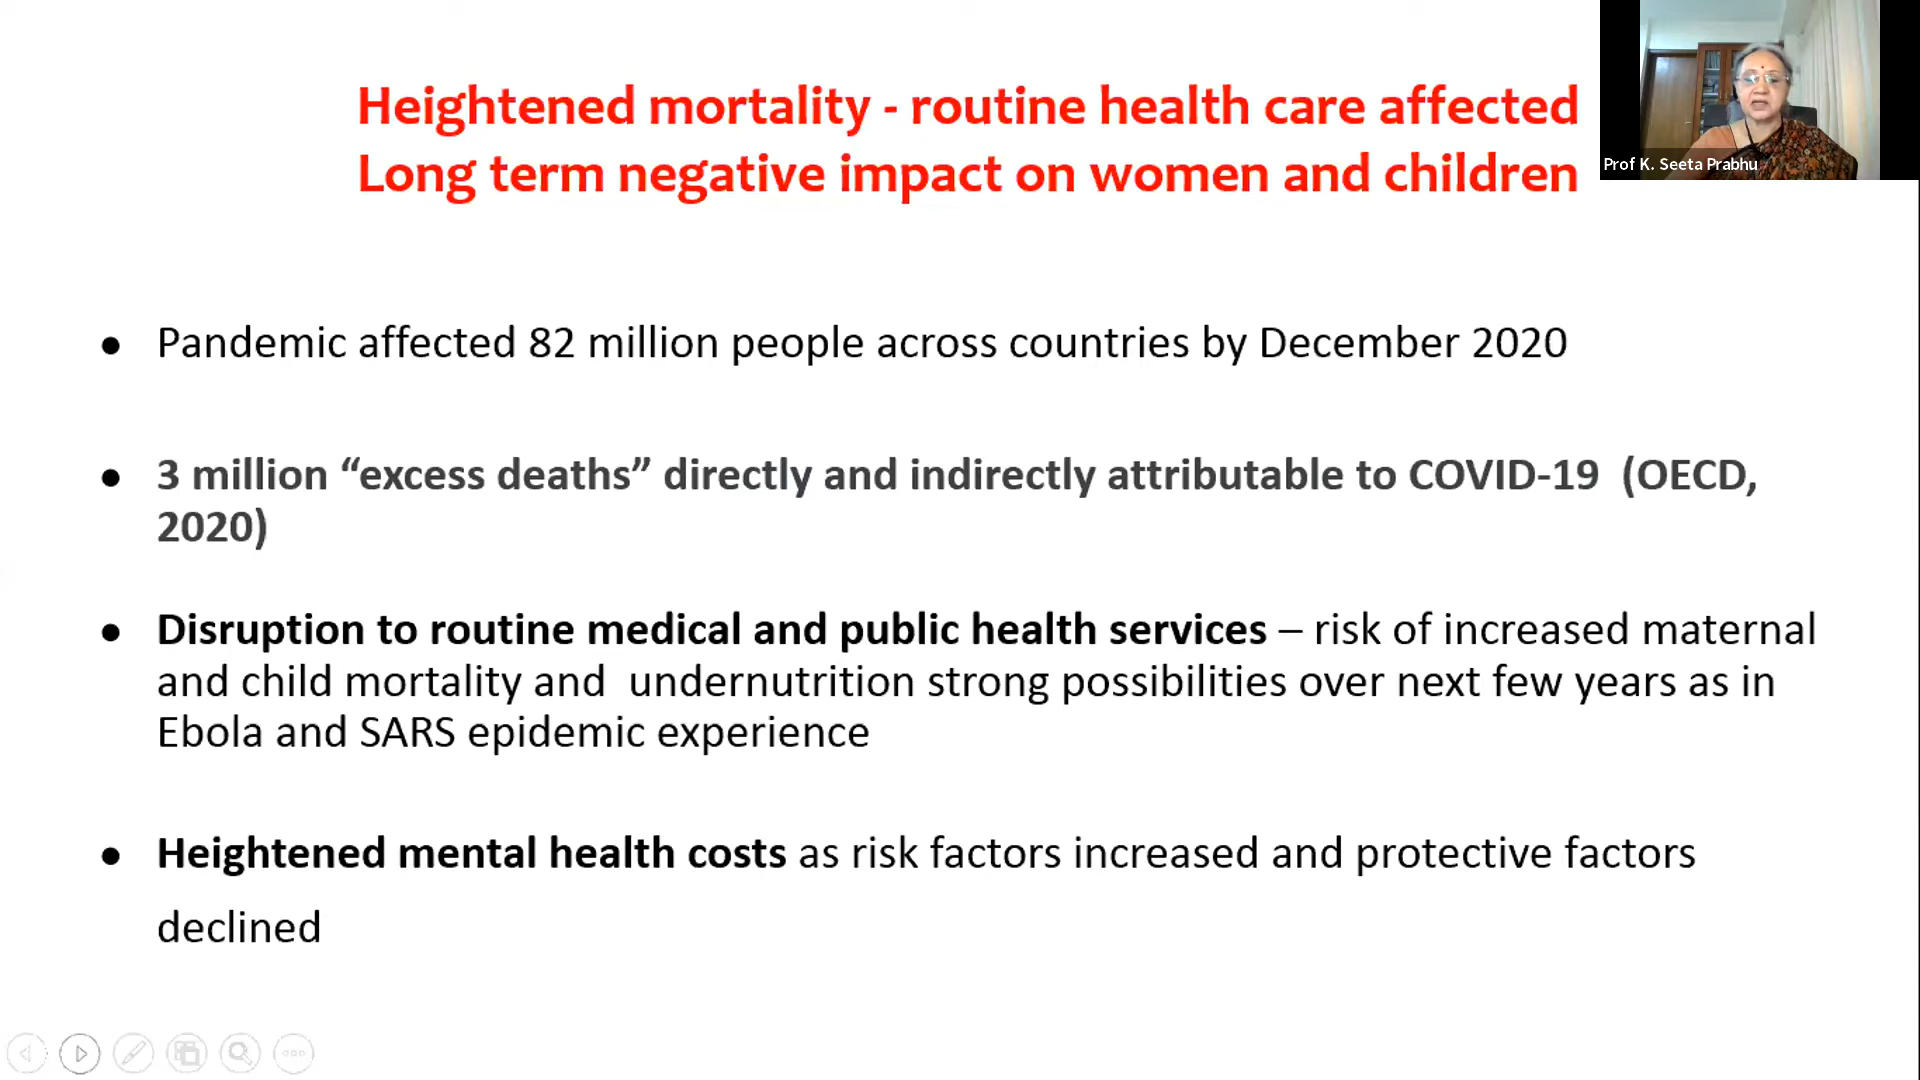 Heightened mortality - routine health care affected
Long term negative impact on women and children
Prof K. Seeta Prabhu
• Pandemic affected 82 million people across countries by December 2020
• 3 million “excess deaths” directly and indirectly attributable to COVID-19 (OECD,
2020)
• Disruption to routine medical and public health services – risk of increased maternal
and child mortality and undernutrition strong possibilities over next few years as in
Ebola and SARS epidemic experience
• Heightened mental health costs as risk factors increased and protective factors
declined